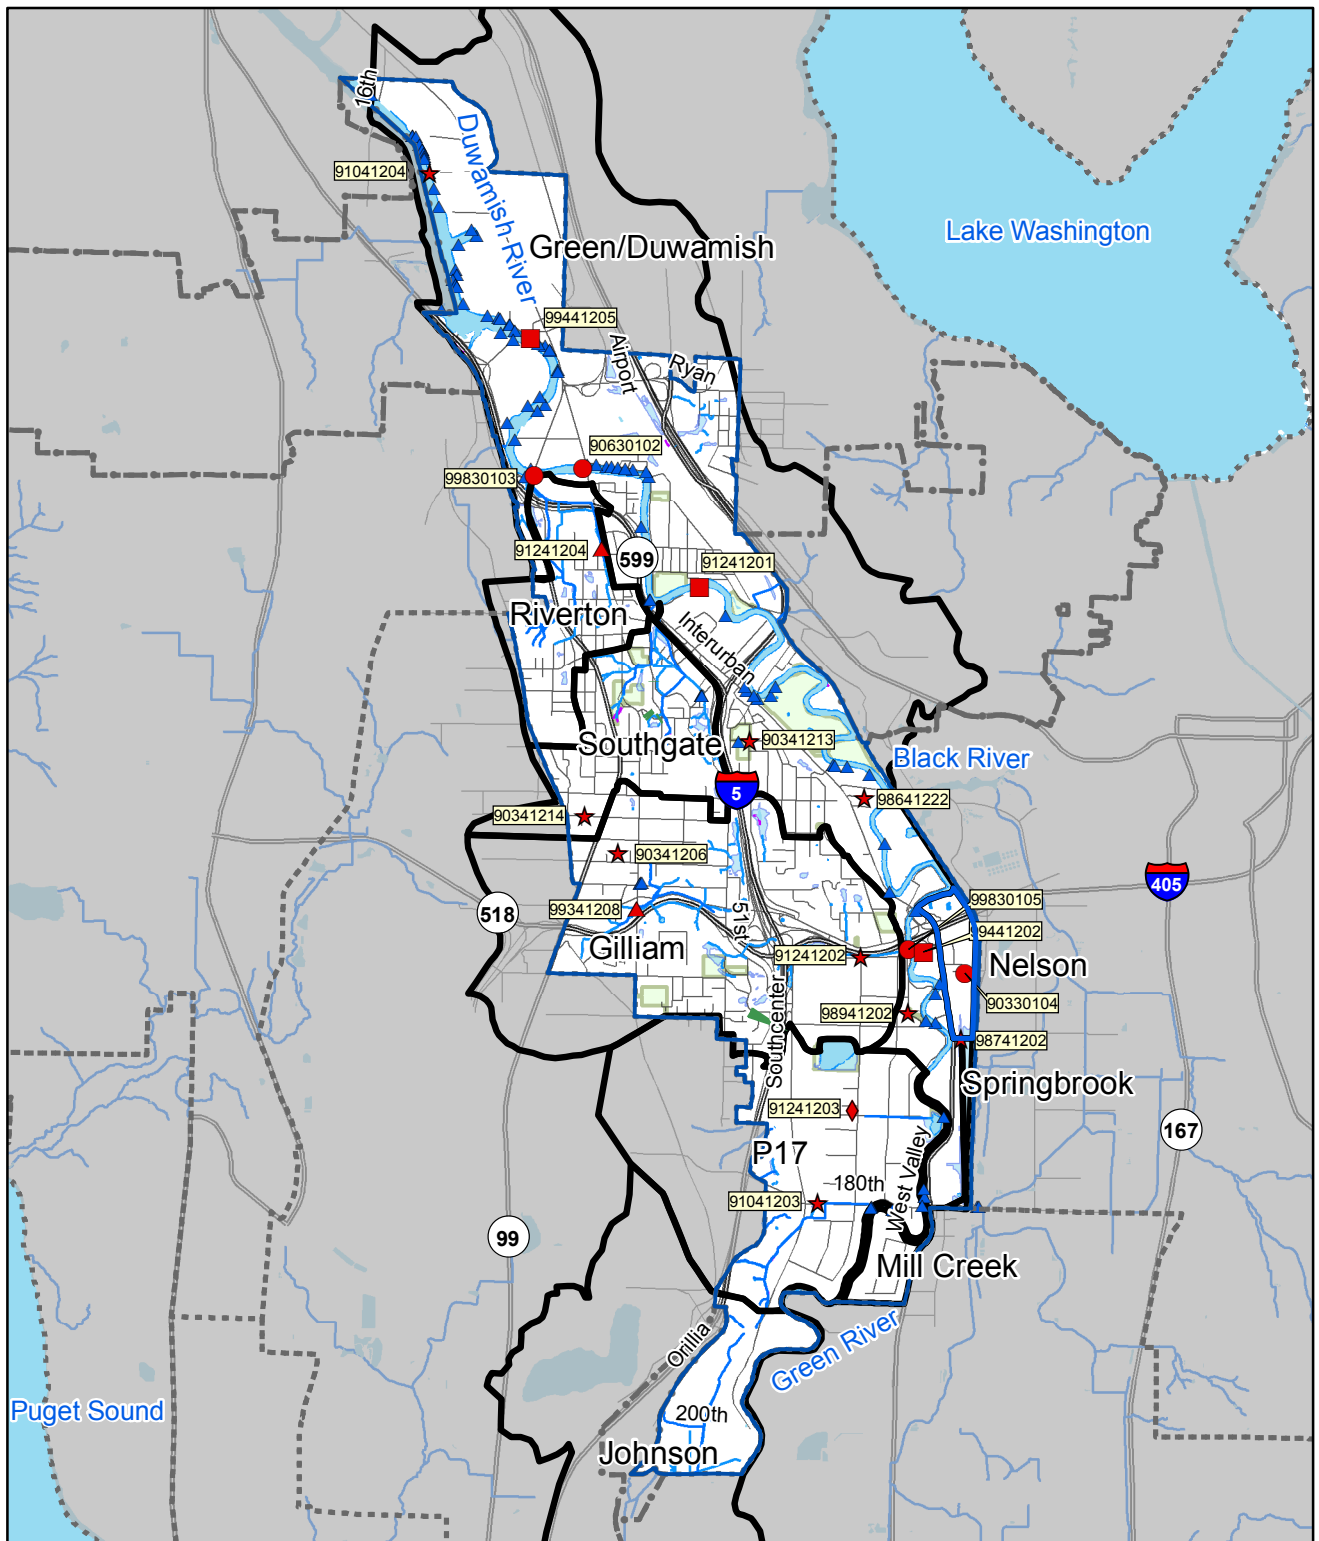 16th
Duwamish River
91041204
Lake Washington
Green/Duwamish
99441205
Airport
Ryan
90630102
99830103
91241204
599
91241201
Riverton
Interurban
Southgate
90341213
Black River
5
98641222
90341214
90341206
405
518
99341208
51st
99830105
99441202
Gilliam
91241202
Nelson
Southcenter
98941202
90330104
98741202
Springbrook
91241203
P17
West Valley
167
180th
91041203
99
Mill Creek
Green River
Orillia
Puget Sound
200th
Johnson